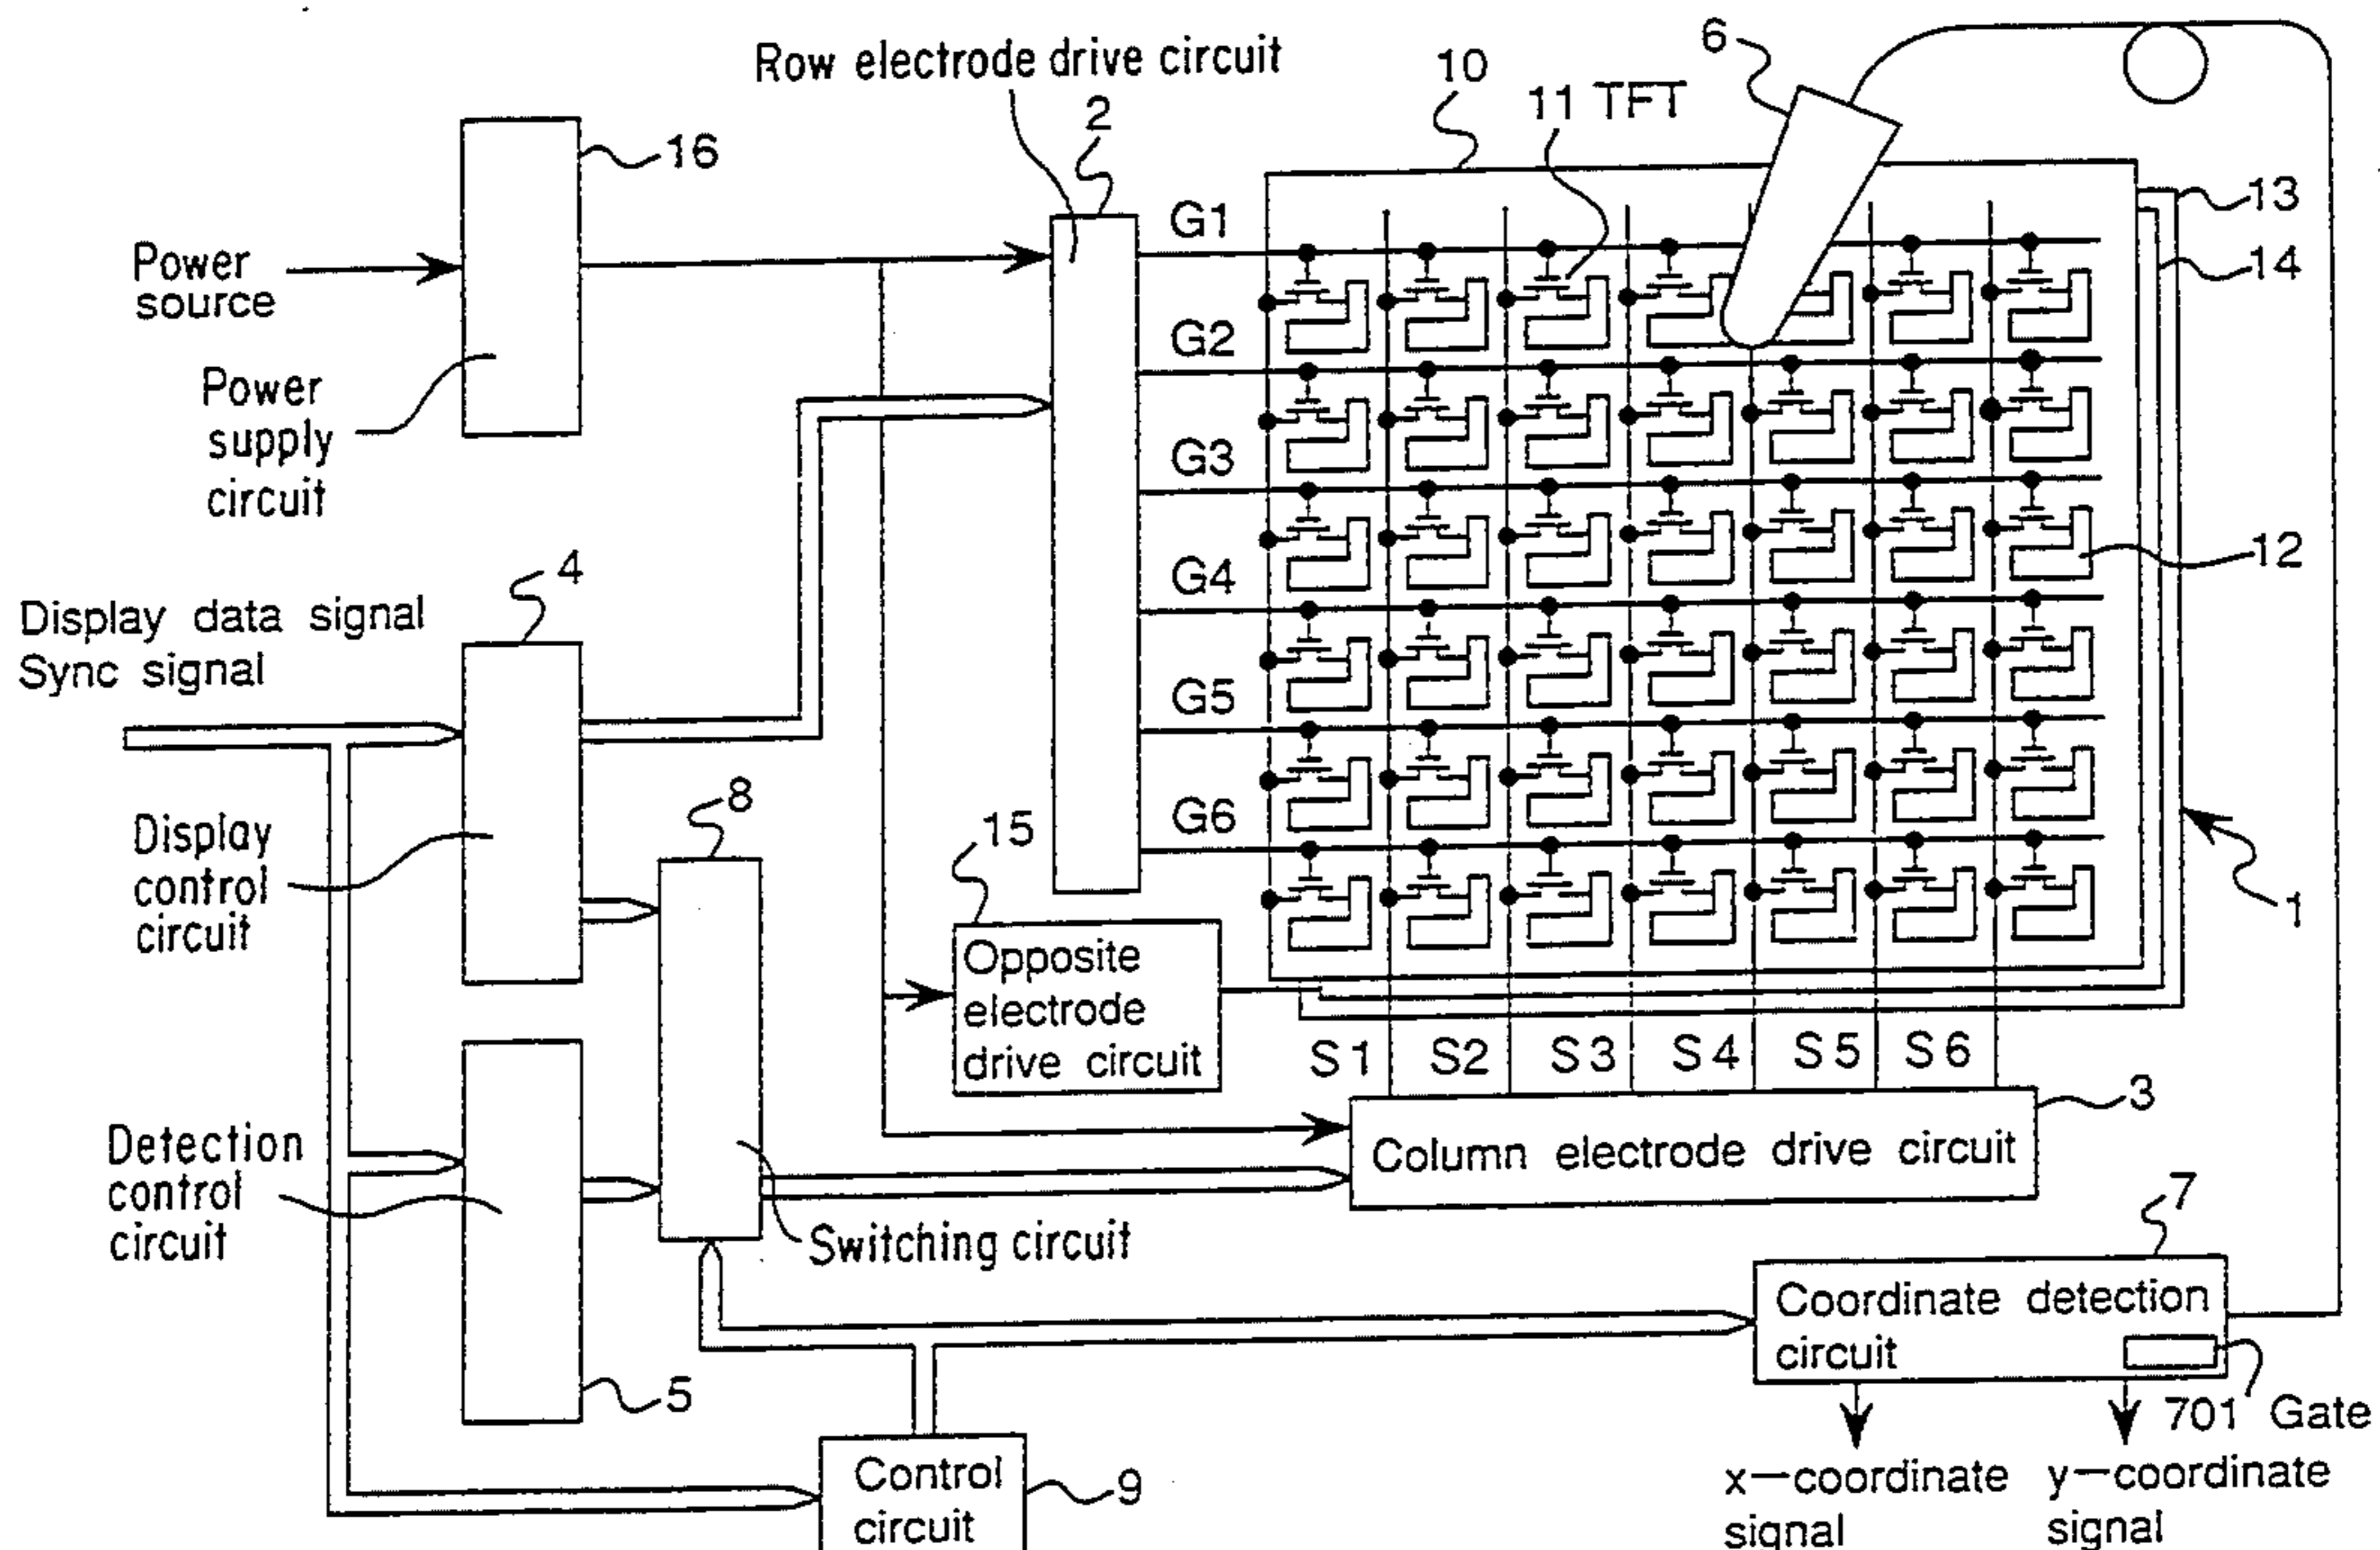 Row electrode drive circuit
2
10
6
11 TFT
16
13
14
Power
source
Power
supply
circuit
G1
G2
G3
G4
G5
G6
12
4
Display data signal
Sync signal
Display
control
circuit
8
15
1
Opposite
electrode
drive circuit
S1
S2
S3
S4
S5
S6
3
Column electrode drive circuit
Detection
control
circuit
Switching circuit
7
Coordinate detection
circuit
5
701 Gate
Control
circuit
9
x-coordinate
signal
y-coordinate
signal